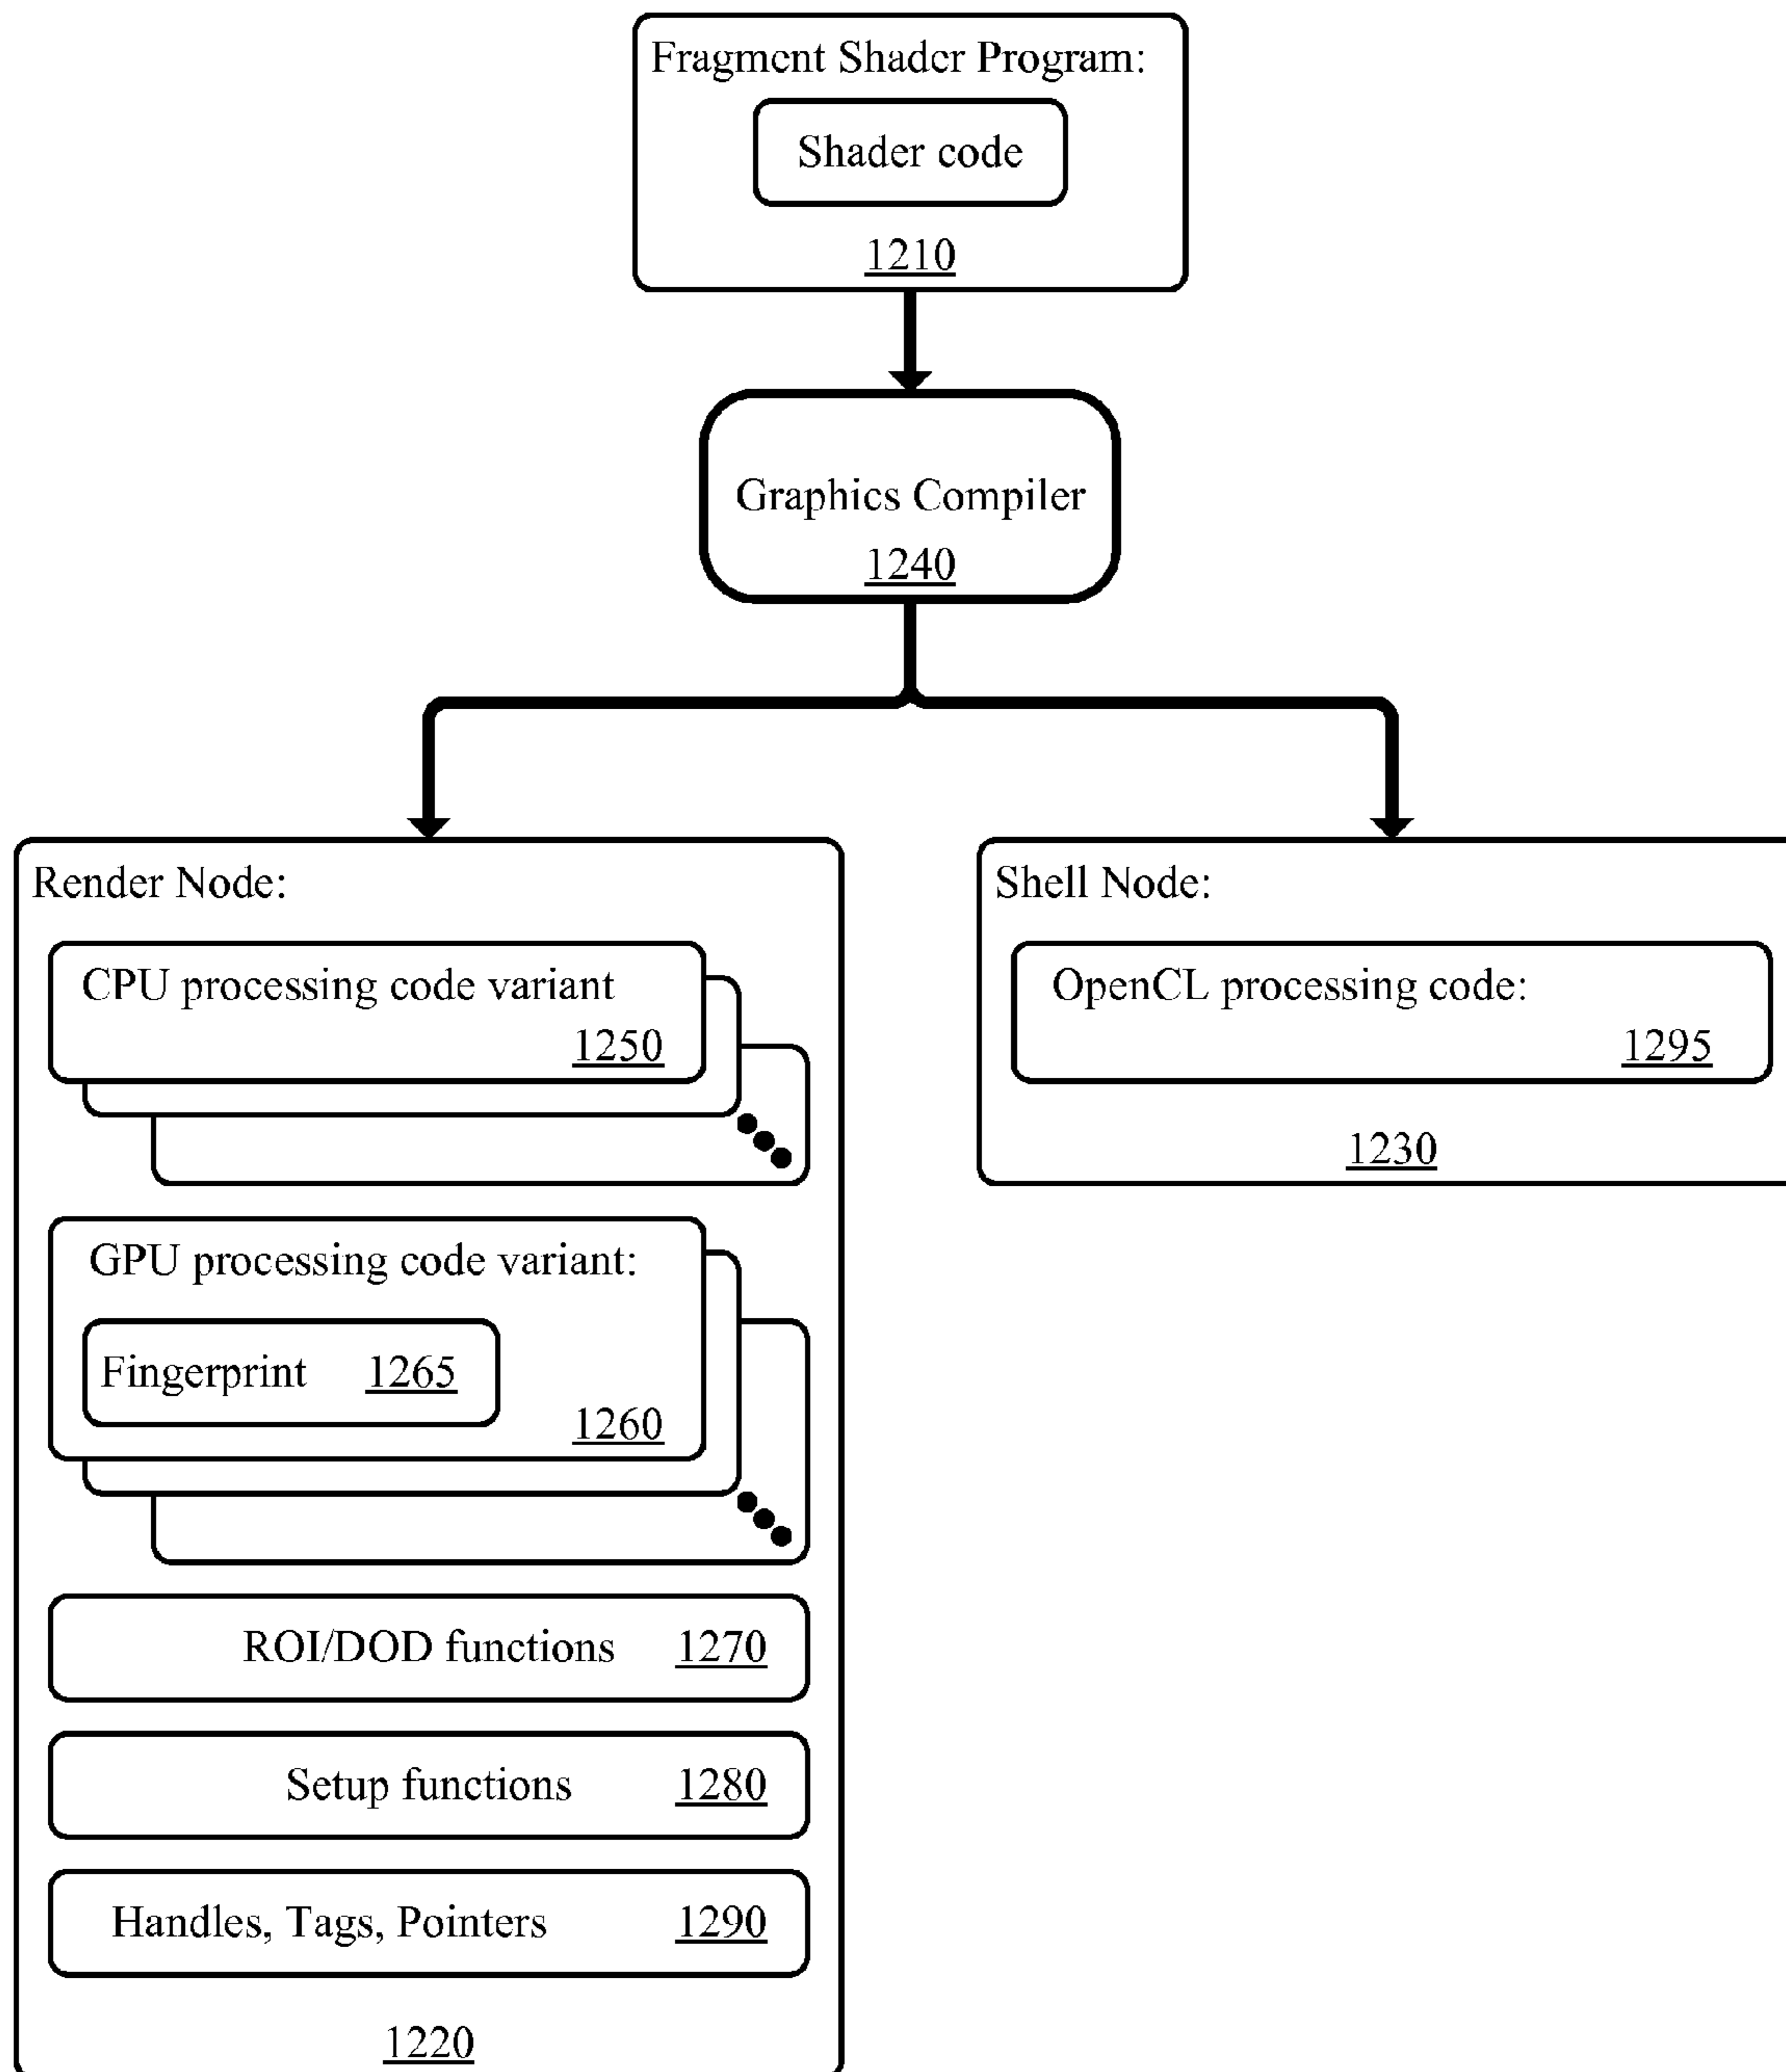 Fragment Shader Program:
Shader code
1210
Graphics Compiler
1240
Render Node:
CPU processing code variant
1250
GPU processing code variant:
Fingerprint 1265
1260
ROI/DOD functions 1270
Setup functions 1280
Handles, Tags, Pointers 1290
1220
Shell Node:
OpenCL processing code:
1295
1230